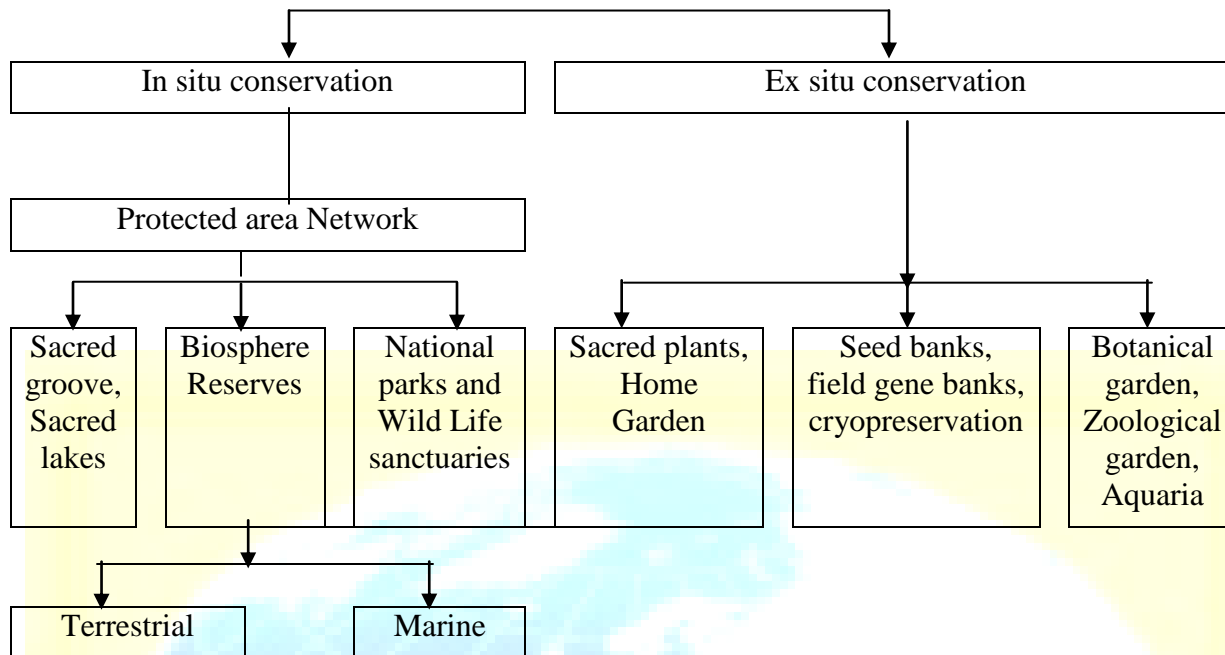 In situ conservation
Ex situ conservation
Protected area Network
Sacred
groove,
Sacred
lakes
Biosphere
Reserves
National
parks and
Wild Life
sanctuaries
Sacred plants,
Home
Garden
Seed banks,
field gene banks,
cryopreservation
Botanical
garden,
Zoological
garden,
Aquaria
Terrestrial
Marine